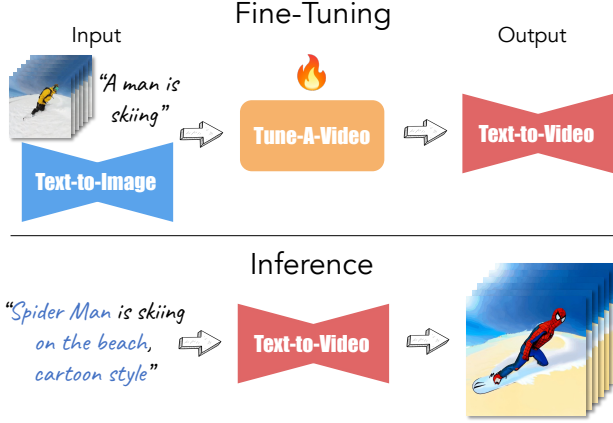 Fine-Tuning
Input
Output
“A man is
skiing”
Text-to-Image
Tune-A-Video
Text-to-Video
Inference
“Spider Man is skiing
on the beach,
cartoon style”
Text-to-Video